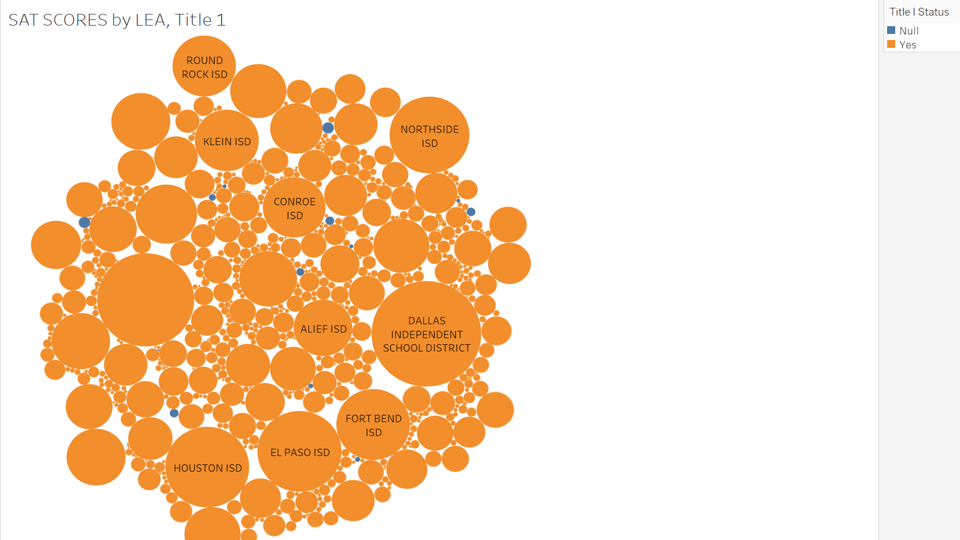 SAT SCORES by LEA, Title 1
Title I Status
Null
Yes
ROUND
ROCK ISD
NORTHSIDE
ISD
KLEIN ISD
CONROE
ISD
ALIEF ISD
DALLAS
INDEPENDENT
SCHOOL DISTRICT
FORT BEND
ISD
EL PASO ISD
HOUSTON ISD